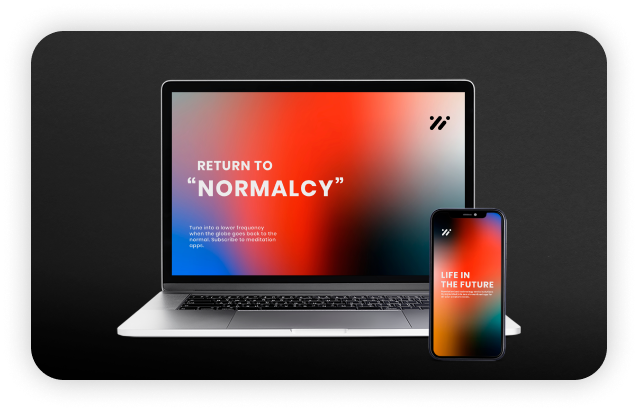 RETURN TO
“NORMALCY”
Tune into a lower frequency
when the globe goes back to the
normal. Subscribe to meditation
apps.
LIFE IN
THE FUTURE